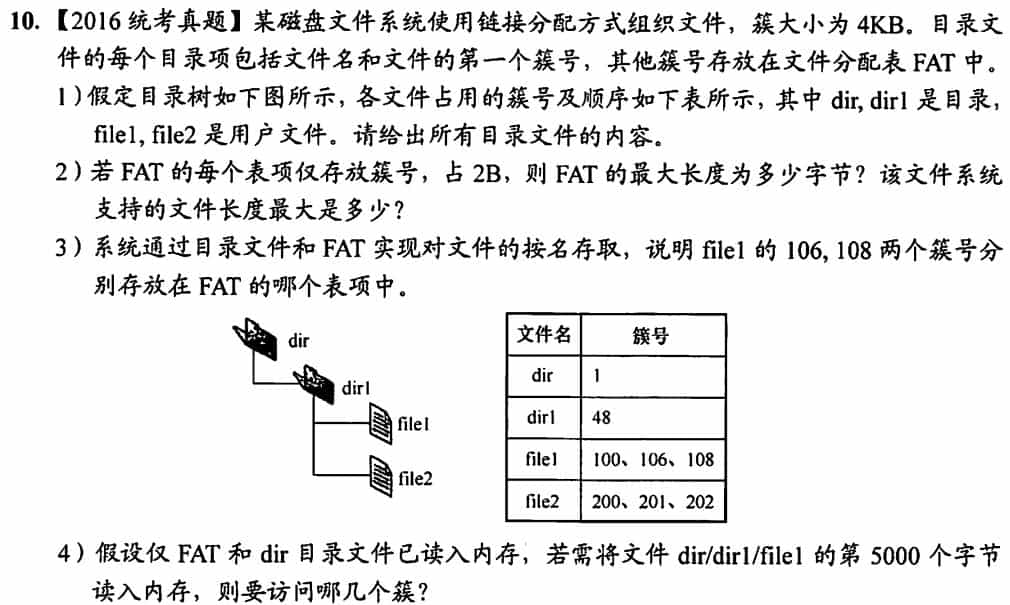 10. 【2016 统考真题】某磁盘文件系统使用链接分配方式组织文件，簇大小为 4KB。目录文
件的每个目录项包括文件名和文件的第一个簇号，其他簇号存放在文件分配表 FAT 中。
1）假定目录树如下图所示，各文件占用的簇号及顺序如下表所示，其中 dir, dir1 是目录，
file1, file2 是用户文件。请给出所有目录文件的内容。
2）若 FAT 的每个表项仅存放簇号，占 2B，则 FAT 的最大长度为多少字节？该文件系统
支持的文件长度最大是多少？
3）系统通过目录文件和 FAT 实现对文件的按名存取，说明 file1 的 106, 108 两个簇号分
别存放在 FAT 的哪个表项中。
dir
dir1
file1
file2
文件名 簇号
dir 1
dir1 48
file1 100、106、108
file2 200、201、202
4）假设仅 FAT 和 dir 目录文件已读入内存，若需将文件 dir/dir1/file1 的第 5000 个字节
读入内存，则要访问哪几个簇？